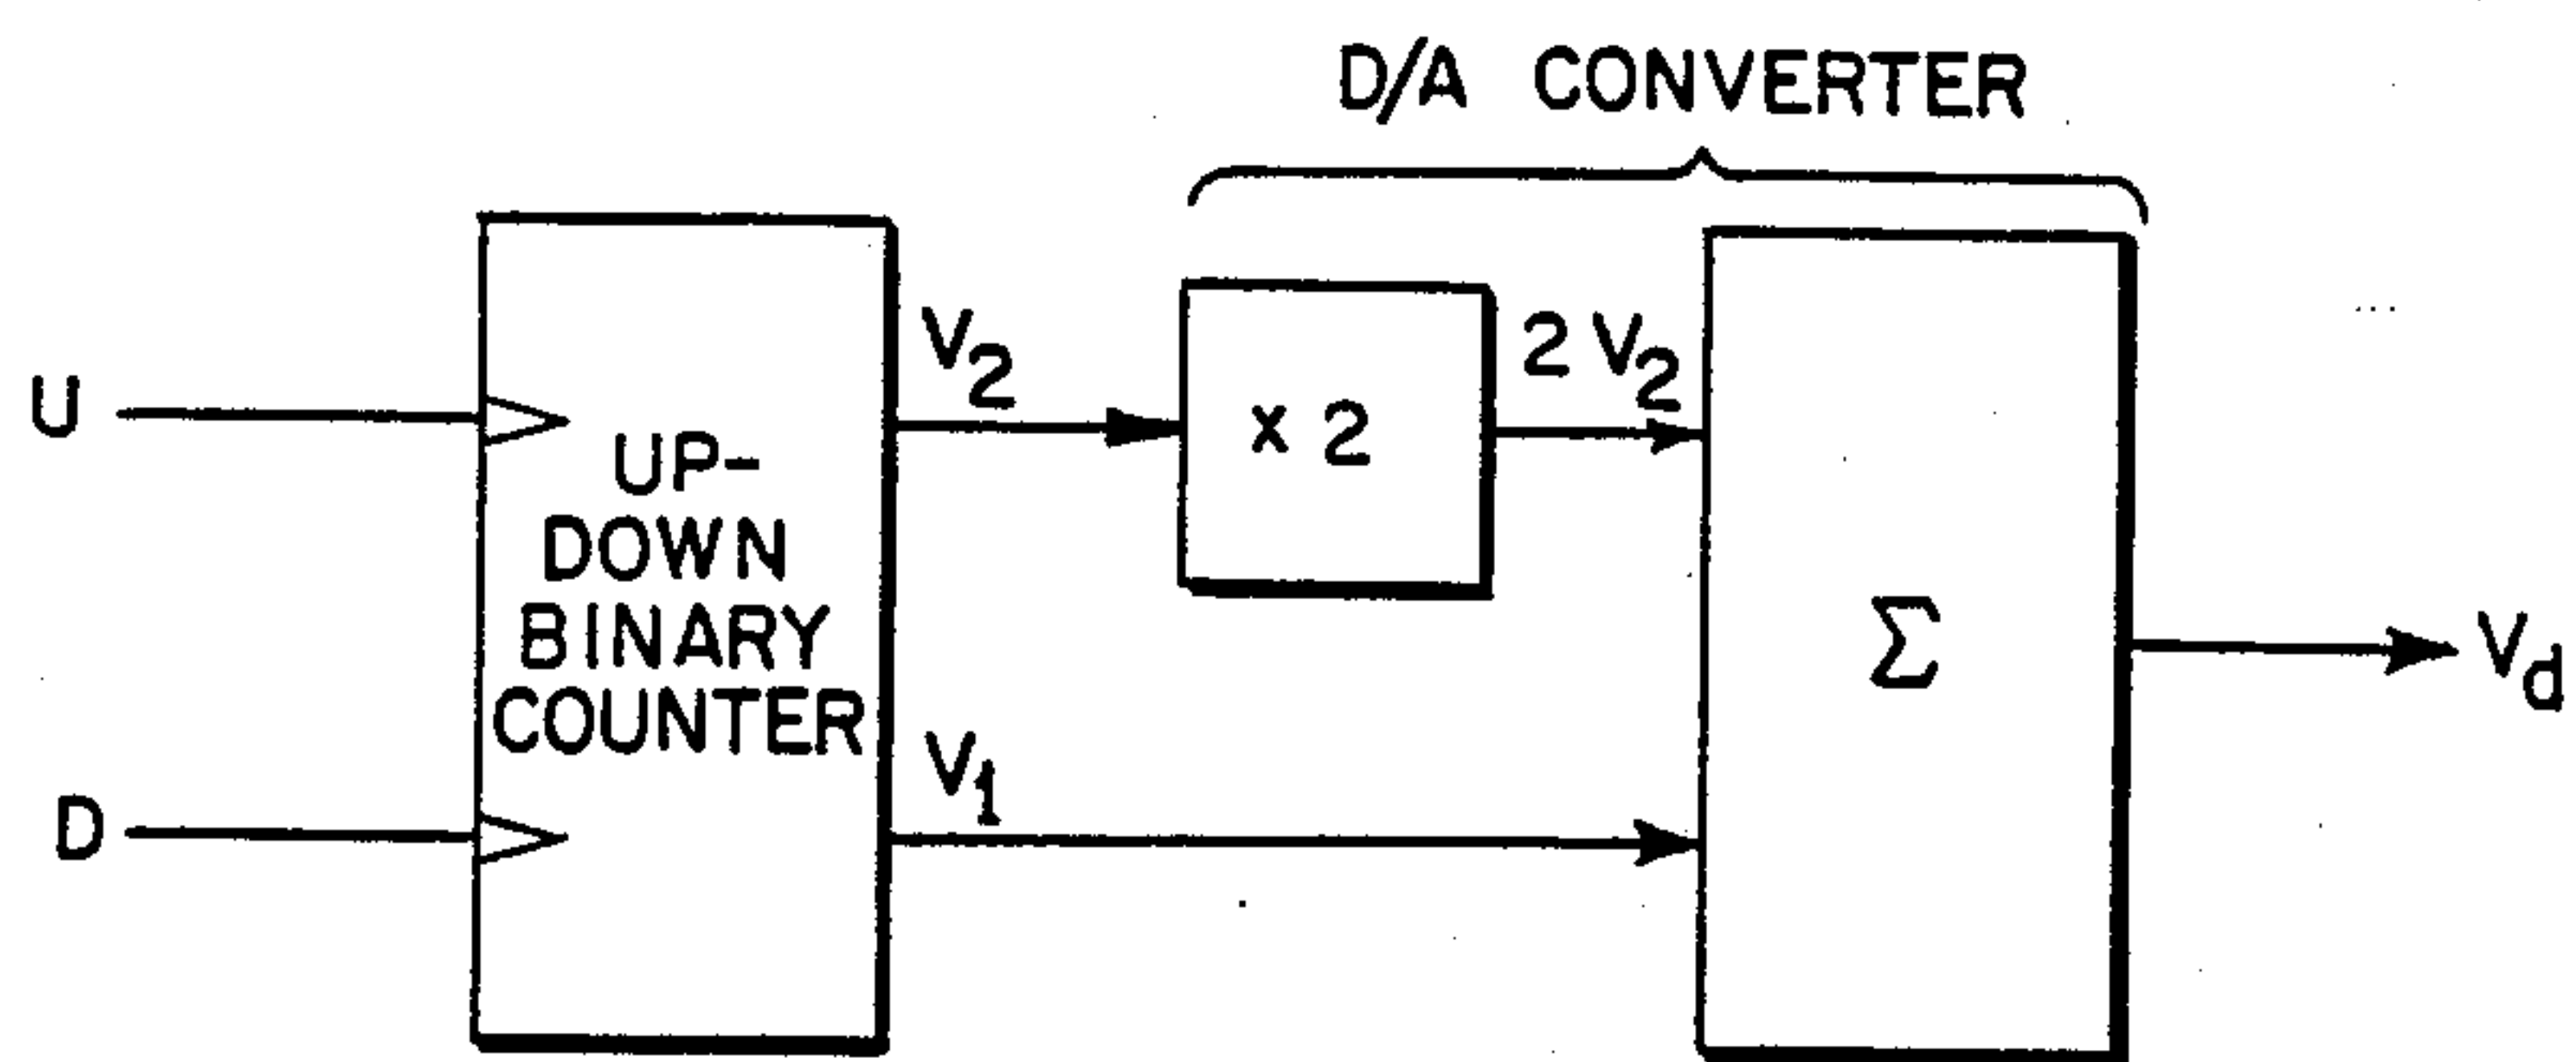 D/A CONVERTER
U
D
UP-
DOWN
BINARY
COUNTER
V2
x 2
2 V2
V1
Σ
Vd